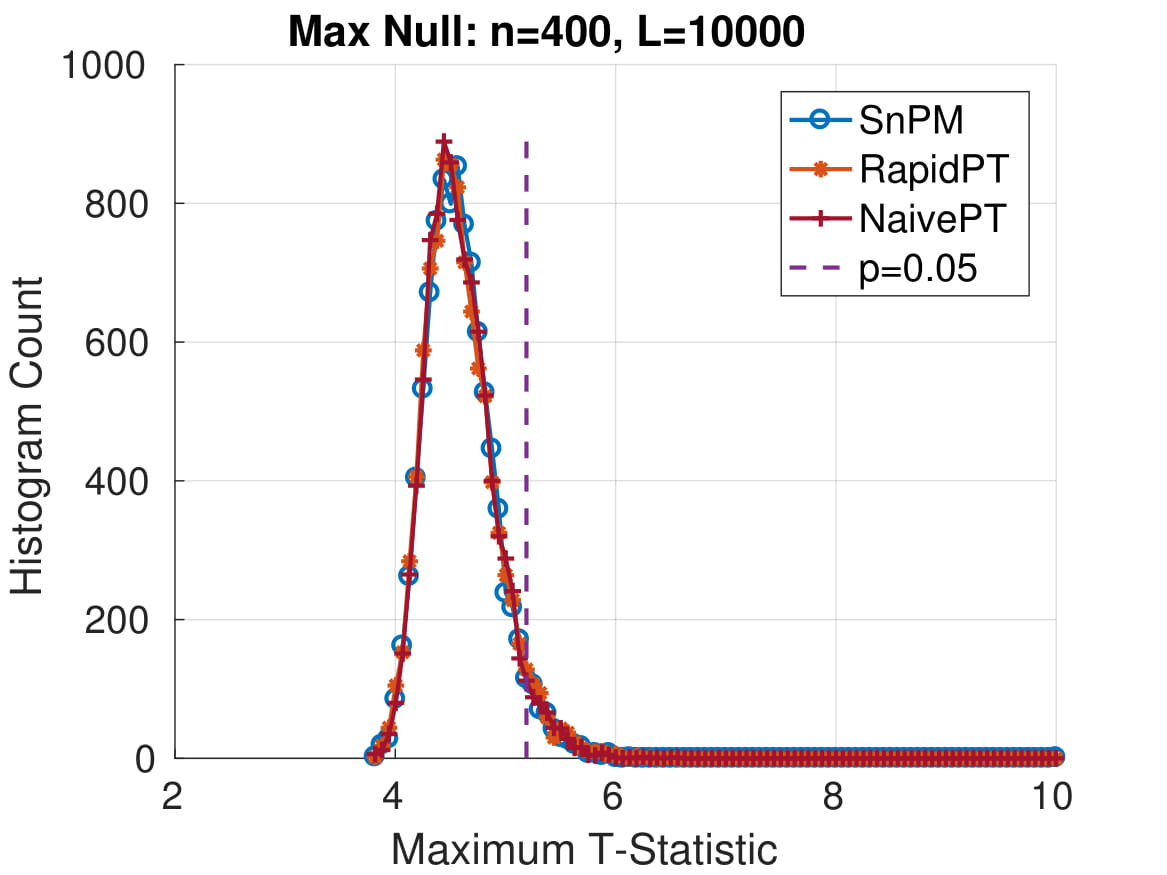 Max Null: n=400, L=10000
1000
800
600
400
200
0
Histogram Count
SnPM
RapidPT
NaivePT
p=0.05
2 4 6 8 10
Maximum T-Statistic